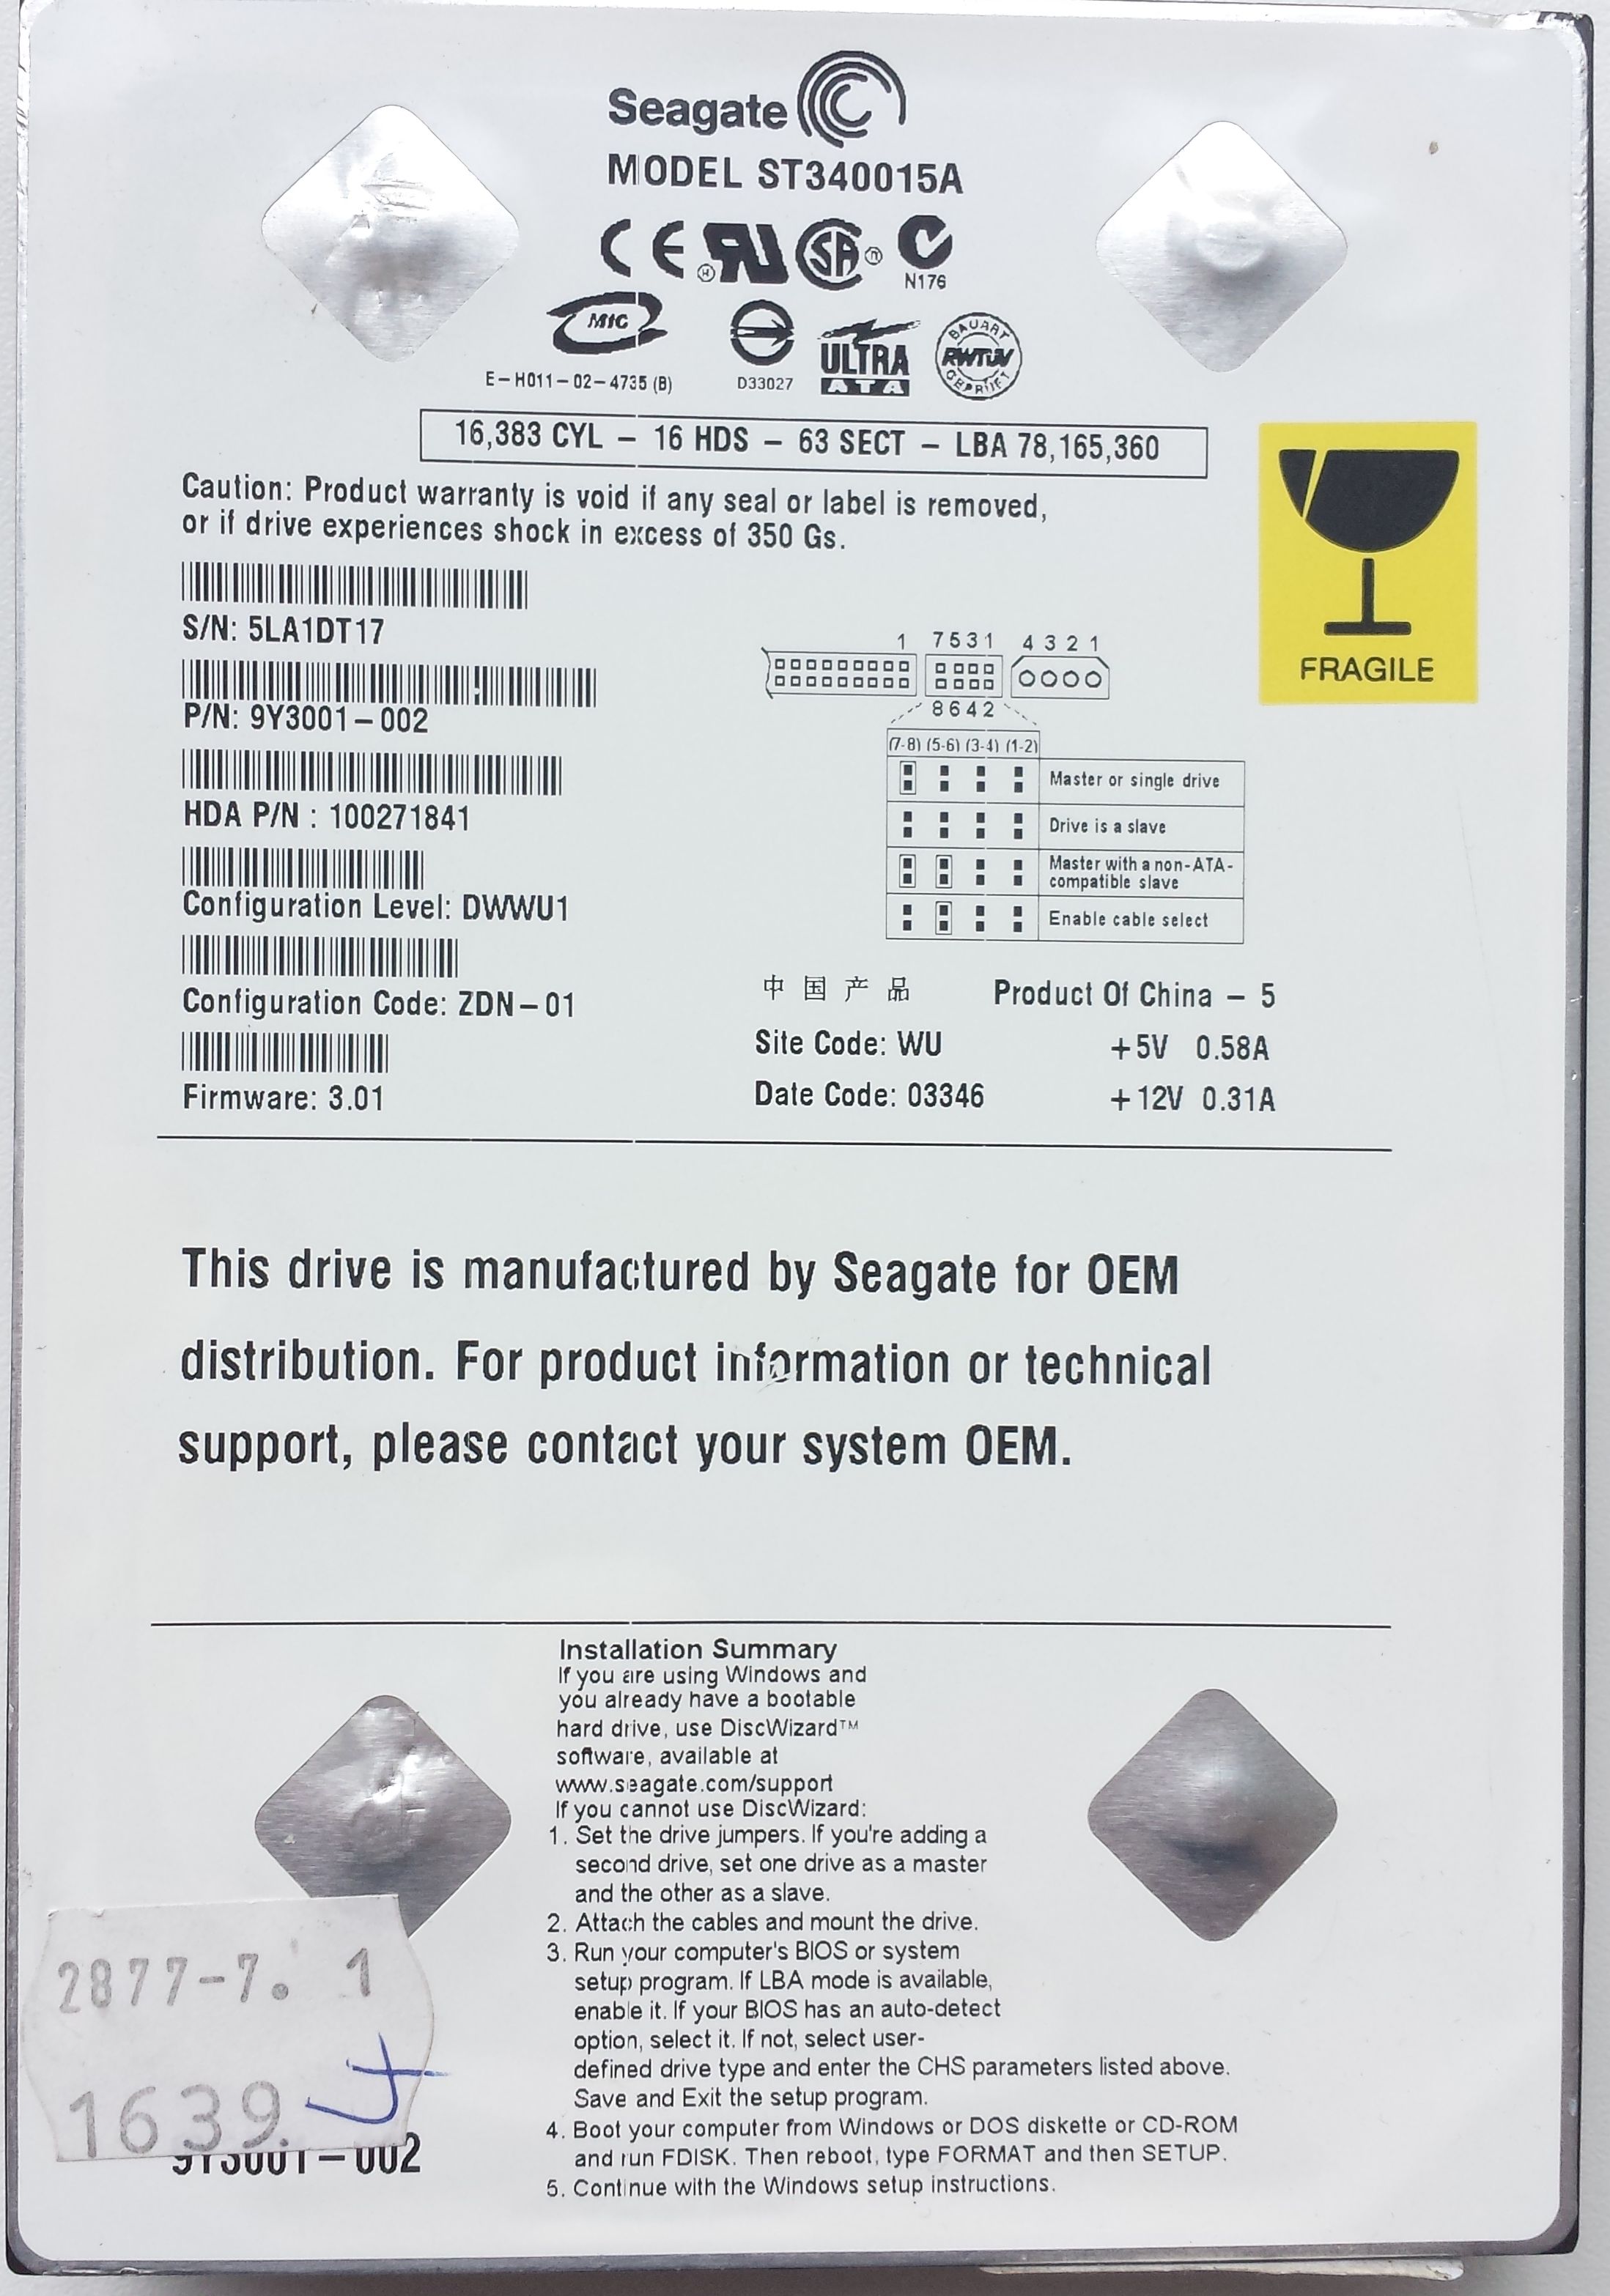 Seagate
MODEL ST340015A
N176
MIC
E-H011-02-4735 (B)
D33027
ULTRA
ATA
BAUART
RWTÜV
GEPRÜFT
16,383 CYL - 16 HDS - 63 SECT - LBA 78,165,360
Caution: Product warranty is void if any seal or label is removed,
or if drive experiences shock in excess of 350 Gs.
FRAGILE
S/N: 5LA1DT17
P/N: 9Y3001-002
HDA P/N : 100271841
Configuration Level: DWWU1
Configuration Code: ZDN-01
Firmware: 3.01
1 7531 4321
8642
(7-8) (5-6) (3-4) (1-2)
Master or single drive
Drive is a slave
Master with a non-ATA-
compatible slave
Enable cable select
中国产品 Product Of China - 5
Site Code: WU +5V 0.58A
Date Code: 03346 +12V 0.31A
This drive is manufactured by Seagate for OEM
distribution. For product information or technical
support, please contact your system OEM.
Installation Summary
If you are using Windows and
you already have a bootable
hard drive, use DiscWizard™
software, available at
www.seagate.com/support
If you cannot use DiscWizard:
1. Set the drive jumpers. If you're adding a
second drive, set one drive as a master
and the other as a slave.
2. Attach the cables and mount the drive.
3. Run your computer's BIOS or system
setup program. If LBA mode is available,
enable it. If your BIOS has an auto-detect
option, select it. If not, select user-
defined drive type and enter the CHS parameters listed above.
Save and Exit the setup program.
4. Boot your computer from Windows or DOS diskette or CD-ROM
and run FDISK. Then reboot, type FORMAT and then SETUP.
5. Continue with the Windows setup instructions.
2877-7. 1
1639.
9Y3001-002